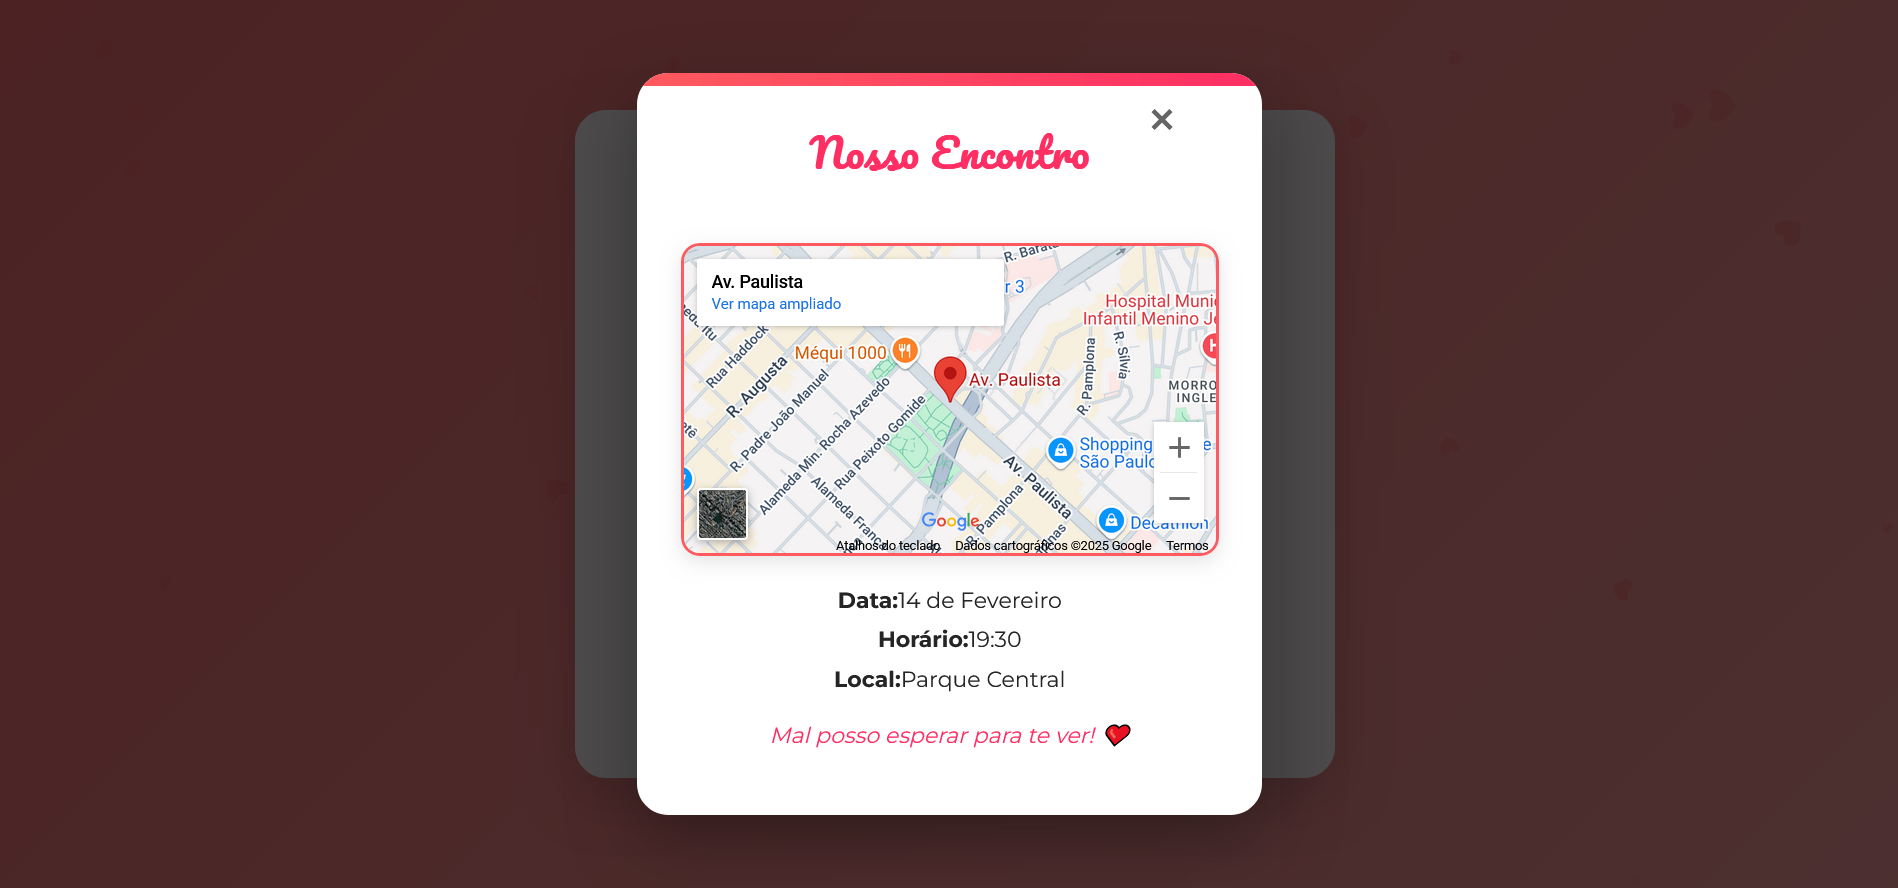 ×
Nosso Encontro
Av. Paulista
Ver mapa ampliado
R. Barata
r 3
Hospital Muni
Infantil Menino Je
Rua Haddock
Méqui 1000
R. Silvia
R. Augusta
Av. Paulista
R. Pamplona
MORRO
INGLE
R. Padre João Manuel
Alameda Min. Rocha Azevedo
Rua Peixoto Gomide
Shopping
São Paulo
Av. Paulista
Alameda Franca
R. Pamplona
Google
Decathlon
Atalhos do teclado
Dados cartográficos ©2025 Google
Termos
Data:14 de Fevereiro
Horário:19:30
Local:Parque Central
Mal posso esperar para te ver!